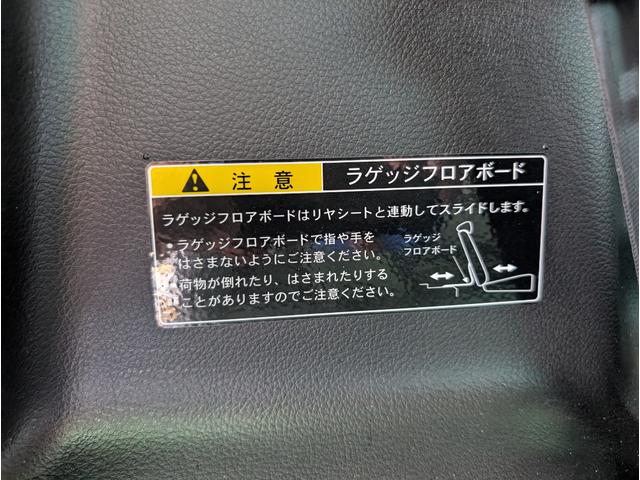 注意 ラゲッジフロアボード
ラゲッジフロアボードはリヤシートと連動してスライドします。
● ラゲッジフロアボードで指や手を
はさまないようにご注意ください。
● 荷物が倒れたり、はさまれたりする
ことがありますのでご注意ください。
ラゲッジ
フロアボード